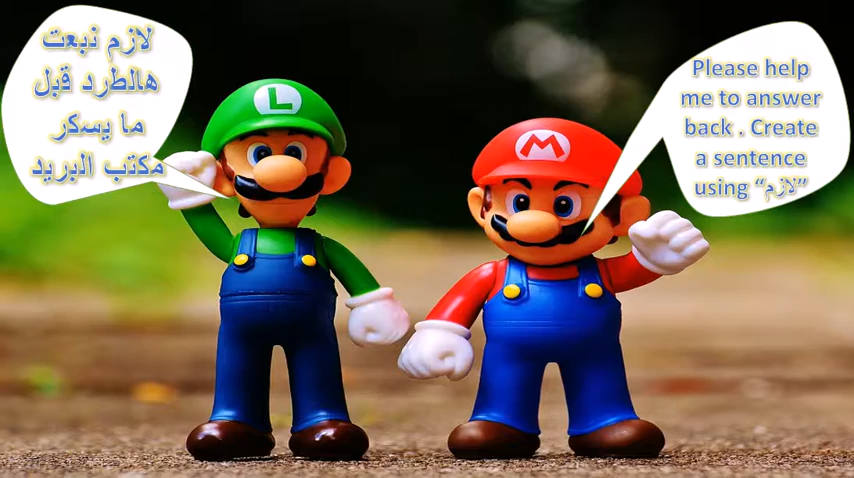 لازم نبعت
هالطرد قبل
ما يسكر
مكتب البريد
Please help
me to answer
back . Create
a sentence
using “لازم”
L
M